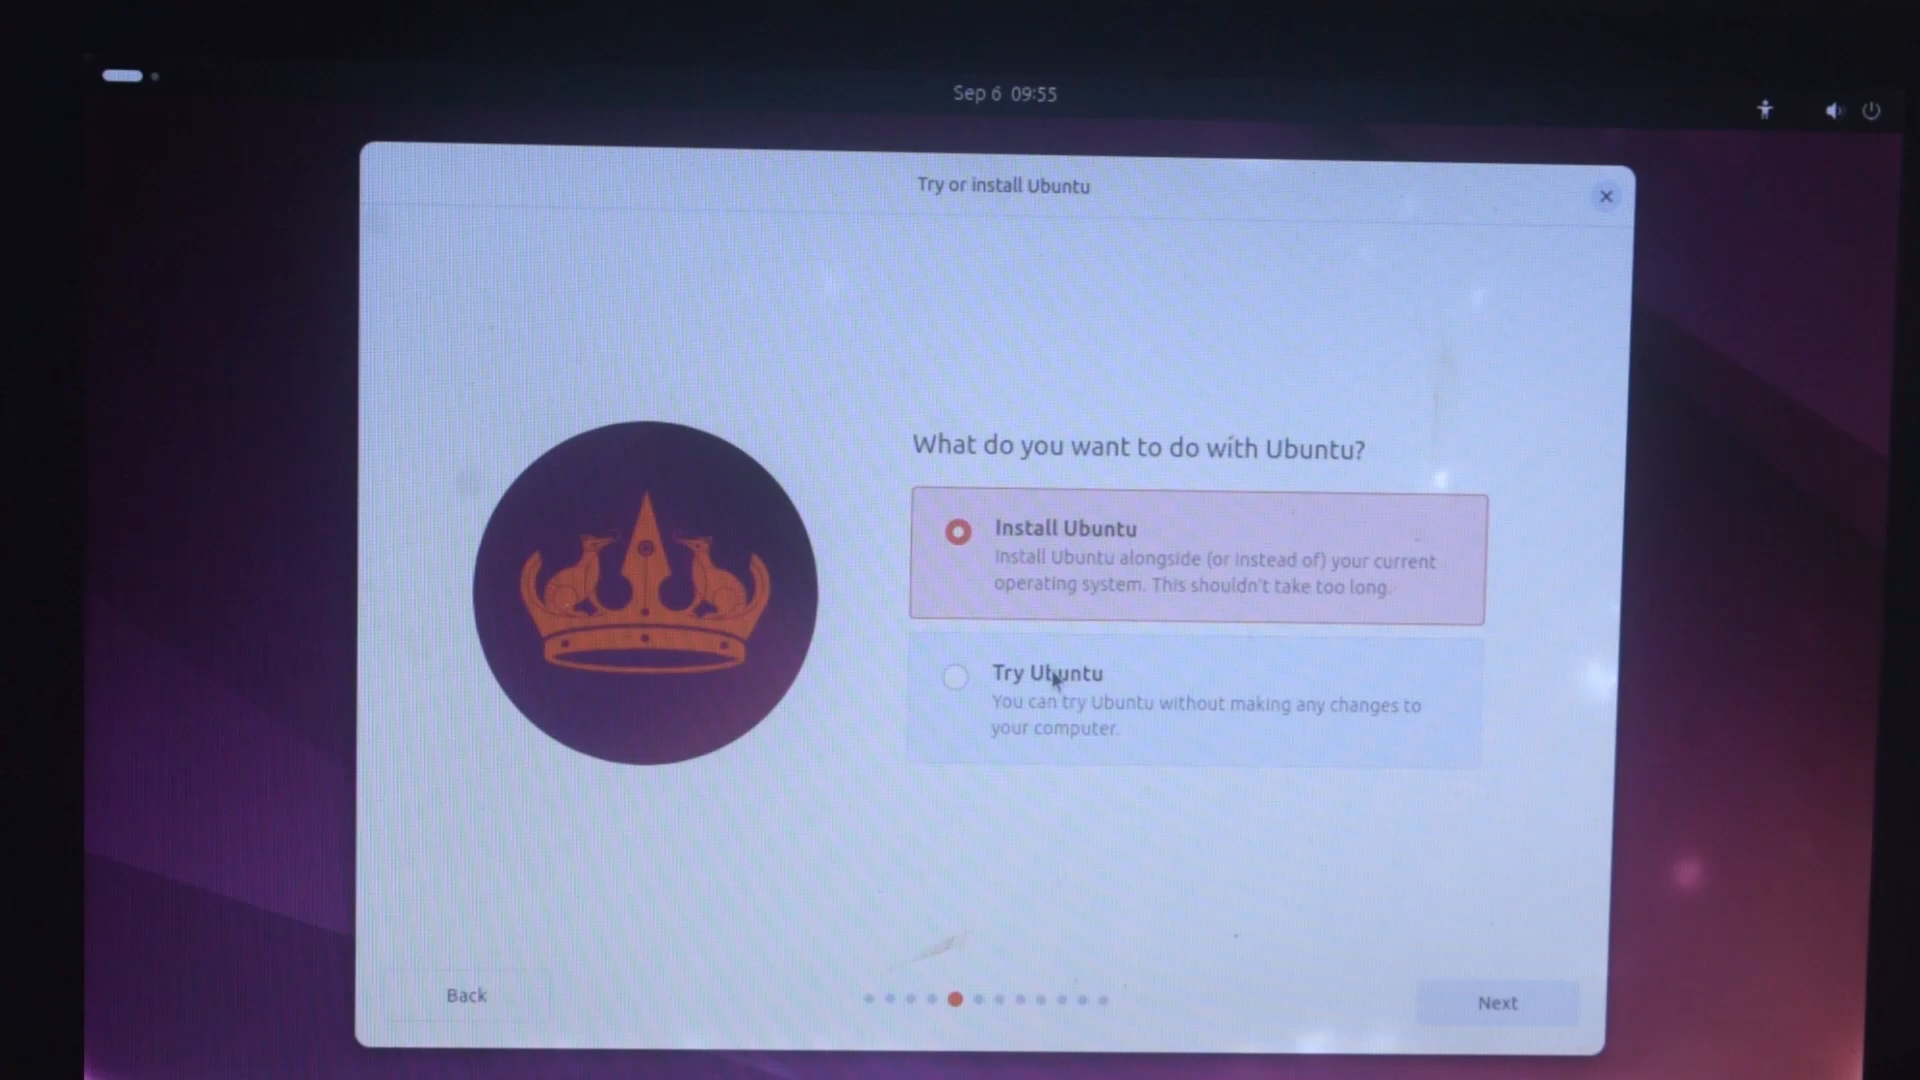 Sep 6 09:55
Try or install Ubuntu
What do you want to do with Ubuntu?
Install Ubuntu
Install Ubuntu alongside (or instead of) your current
operating system. This shouldn't take too long.
Try Ubuntu
You can try Ubuntu without making any changes to
your computer.
Back
Next